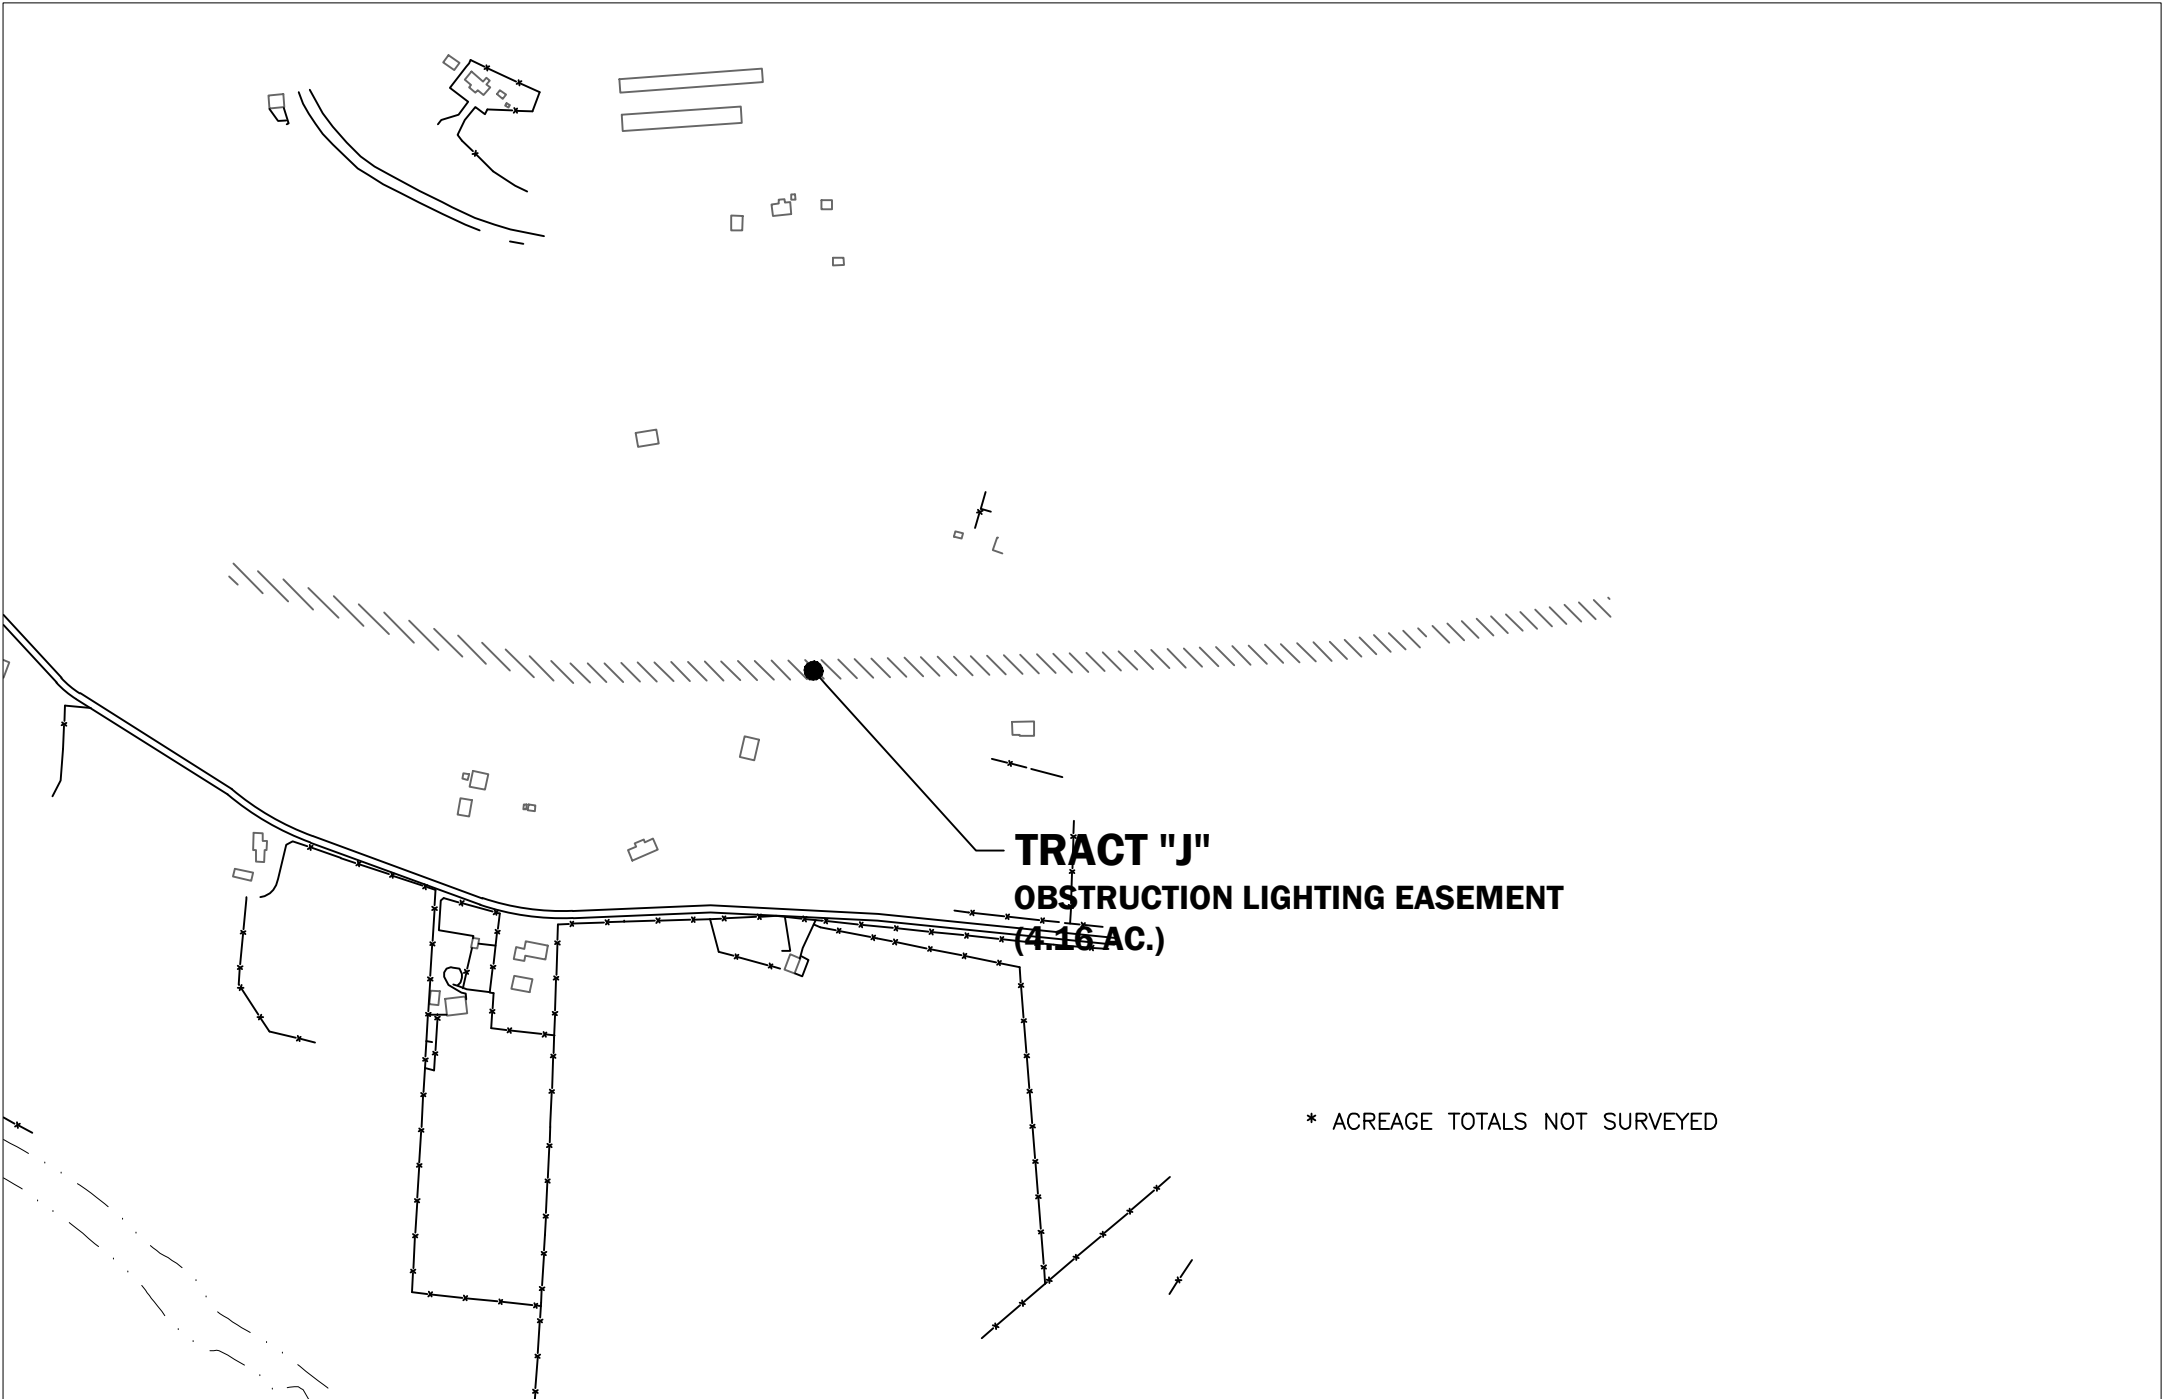 TRACT "J"
OBSTRUCTION LIGHTING EASEMENT
(4.16 AC.)
* ACREAGE TOTALS NOT SURVEYED